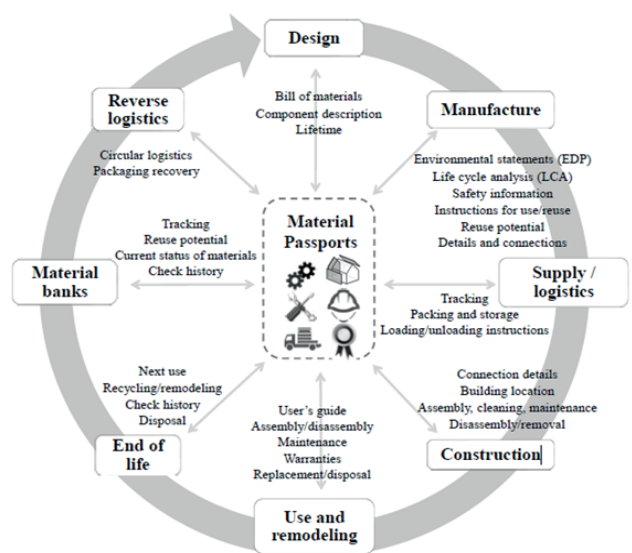 Design
Bill of materials
Component description
Lifetime
Manufacture
Environmental statements (EDP)
Life cycle analysis (LCA)
Safety information
Instructions for use/reuse
Reuse potential
Details and connections
Supply /
logistics
Tracking
Packing and storage
Loading/unloading instructions
Construction
Connection details
Building location
Assembly, cleaning, maintenance
Disassembly/removal
Use and
remodeling
User's guide
Assembly/disassembly
Maintenance
Warranties
Replacement/disposal
End of
life
Next use
Recycling/remodeling
Check history
Disposal
Material
banks
Tracking
Reuse potential
Current status of materials
Check history
Reverse
logistics
Circular logistics
Packaging recovery
Material
Passports